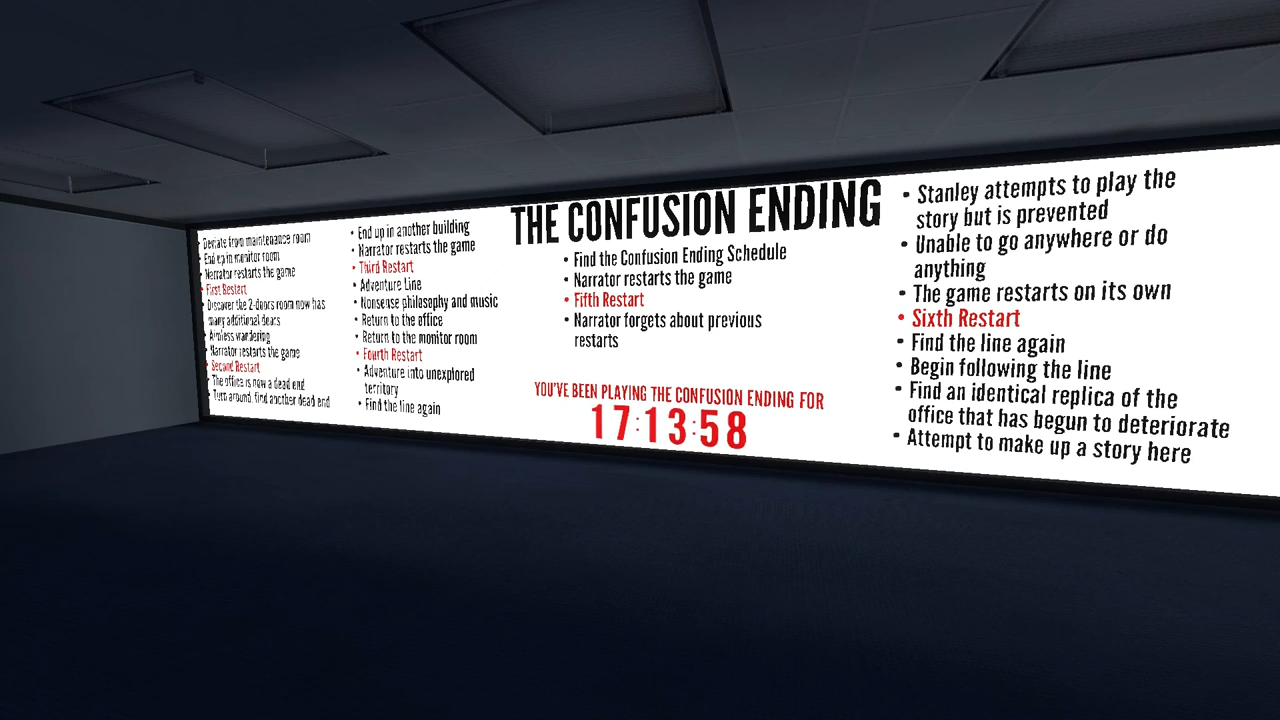 • Deviate from maintenance room
• End up in monitor room
• Narrator restarts the game
• First Restart
• Discover the 2-doors room now has
many additional doors
• Aimless wandering
• Narrator restarts the game
• Second Restart
• The office is now a dead end
• Turn around, find another dead end
• End up in another building
• Narrator restarts the game
• Third Restart
• Adventure Line
• Nonsense philosophy and music
• Return to the office
• Return to the monitor room
• Fourth Restart
• Adventure into unexplored
territory
• Find the line again
THE CONFUSION ENDING
• Find the Confusion Ending Schedule
• Narrator restarts the game
• Fifth Restart
• Narrator forgets about previous
restarts
YOU'VE BEEN PLAYING THE CONFUSION ENDING FOR
17:13:58
• Stanley attempts to play the
story but is prevented
• Unable to go anywhere or do
anything
• The game restarts on its own
• Sixth Restart
• Find the line again
• Begin following the line
• Find an identical replica of the
office that has begun to deteriorate
• Attempt to make up a story here